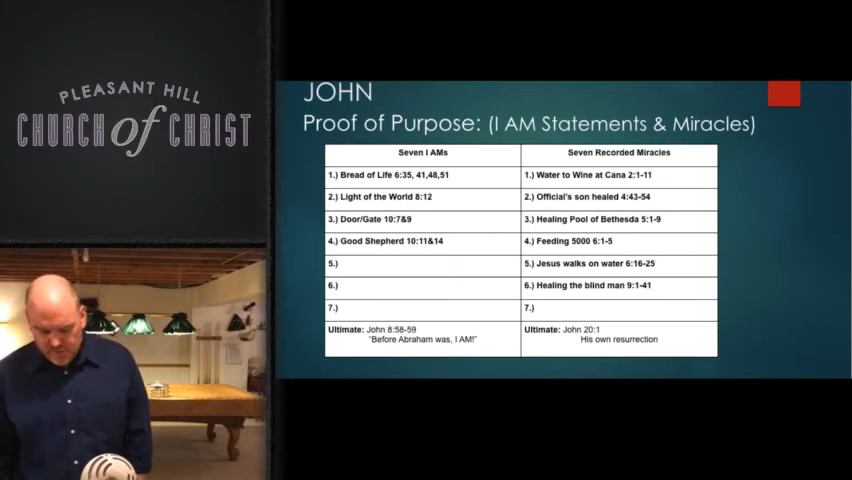 PLEASANT HILL
CHURCH of CHRIST
JOHN
Proof of Purpose: (I AM Statements & Miracles)
Seven I AMs
Seven Recorded Miracles
1.) Bread of Life 6:35, 41,48,51
1.) Water to Wine at Cana 2:1-11
2.) Light of the World 8:12
2.) Official's son healed 4:43-54
3.) Door/Gate 10:7&9
3.) Healing Pool of Bethesda 5:1-9
4.) Good Shepherd 10:11&14
4.) Feeding 5000 6:1-5
5.)
5.) Jesus walks on water 6:16-25
6.)
6.) Healing the blind man 9:1-41
7.)
7.)
Ultimate: John 8:58-59
"Before Abraham was, I AM!"
Ultimate: John 20:1
His own resurrection